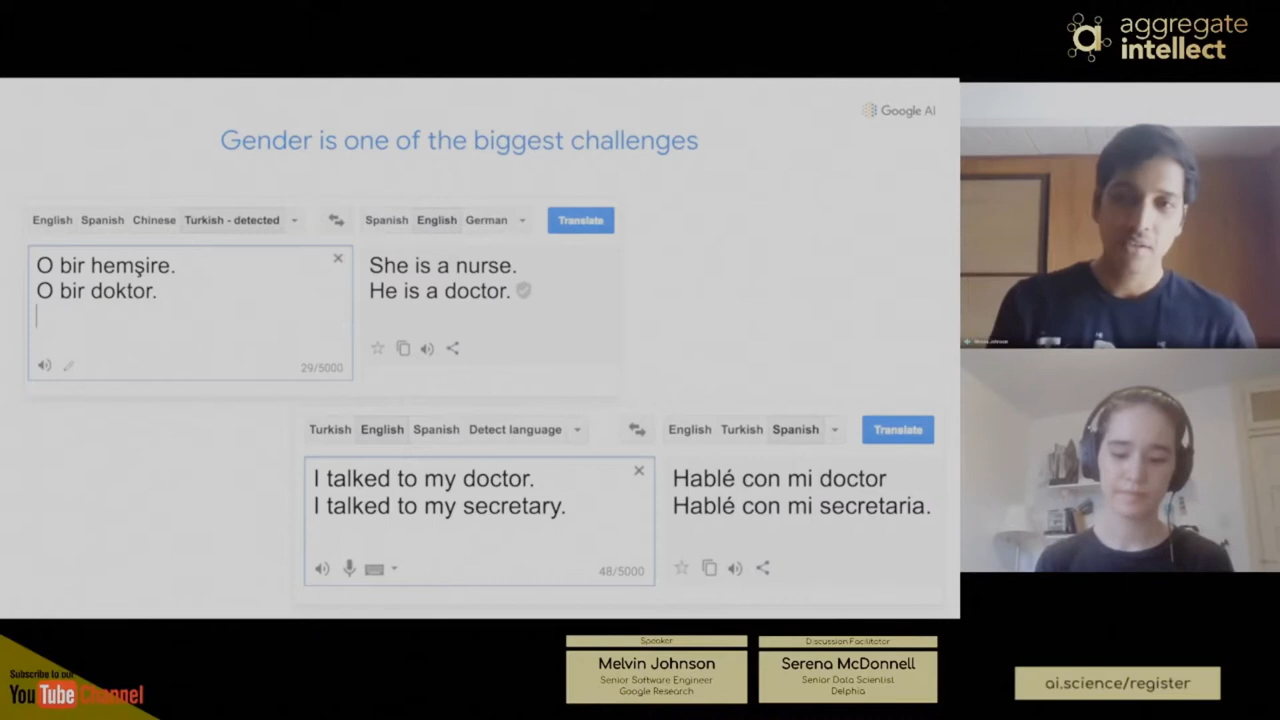 aggregate
intellect
Google AI
Gender is one of the biggest challenges
English Spanish Chinese Turkish - detected
Spanish English German
Translate
O bir hemşire.
O bir doktor.
29/5000
She is a nurse.
He is a doctor.
Turkish English Spanish Detect language
English Turkish Spanish
Translate
I talked to my doctor.
I talked to my secretary.
48/5000
Hablé con mi doctor
Hablé con mi secretaria.
Subscribe to our
YouTube Channel
Speaker
Melvin Johnson
Senior Software Engineer
Google Research
Discussion Facilitator
Serena McDonnell
Senior Data Scientist
Delphia
ai.science/register